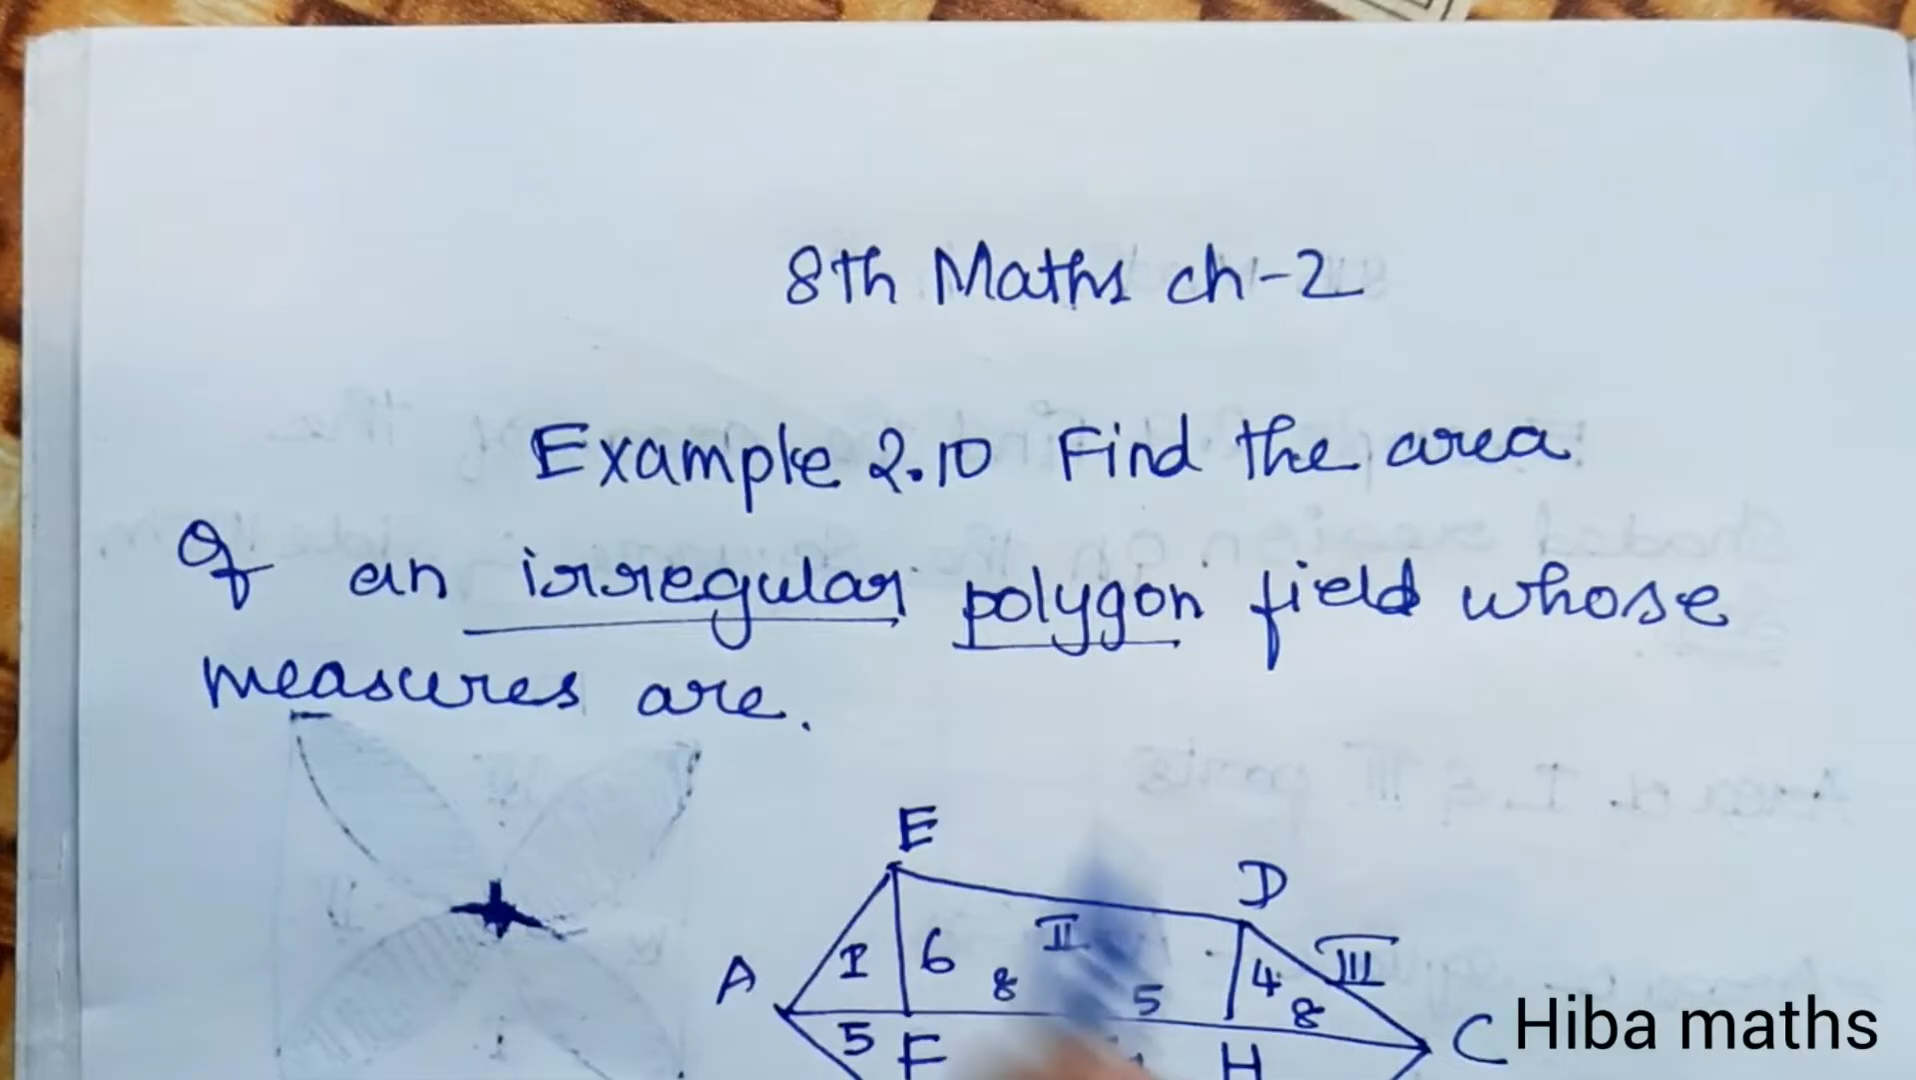 8th Maths ch-2
Example 2.10 Find the area
Of an irregular polygon field whose
measures are.
E
D
I 6 8 II 5 4 III 8
A
5 F H C
Hiba maths